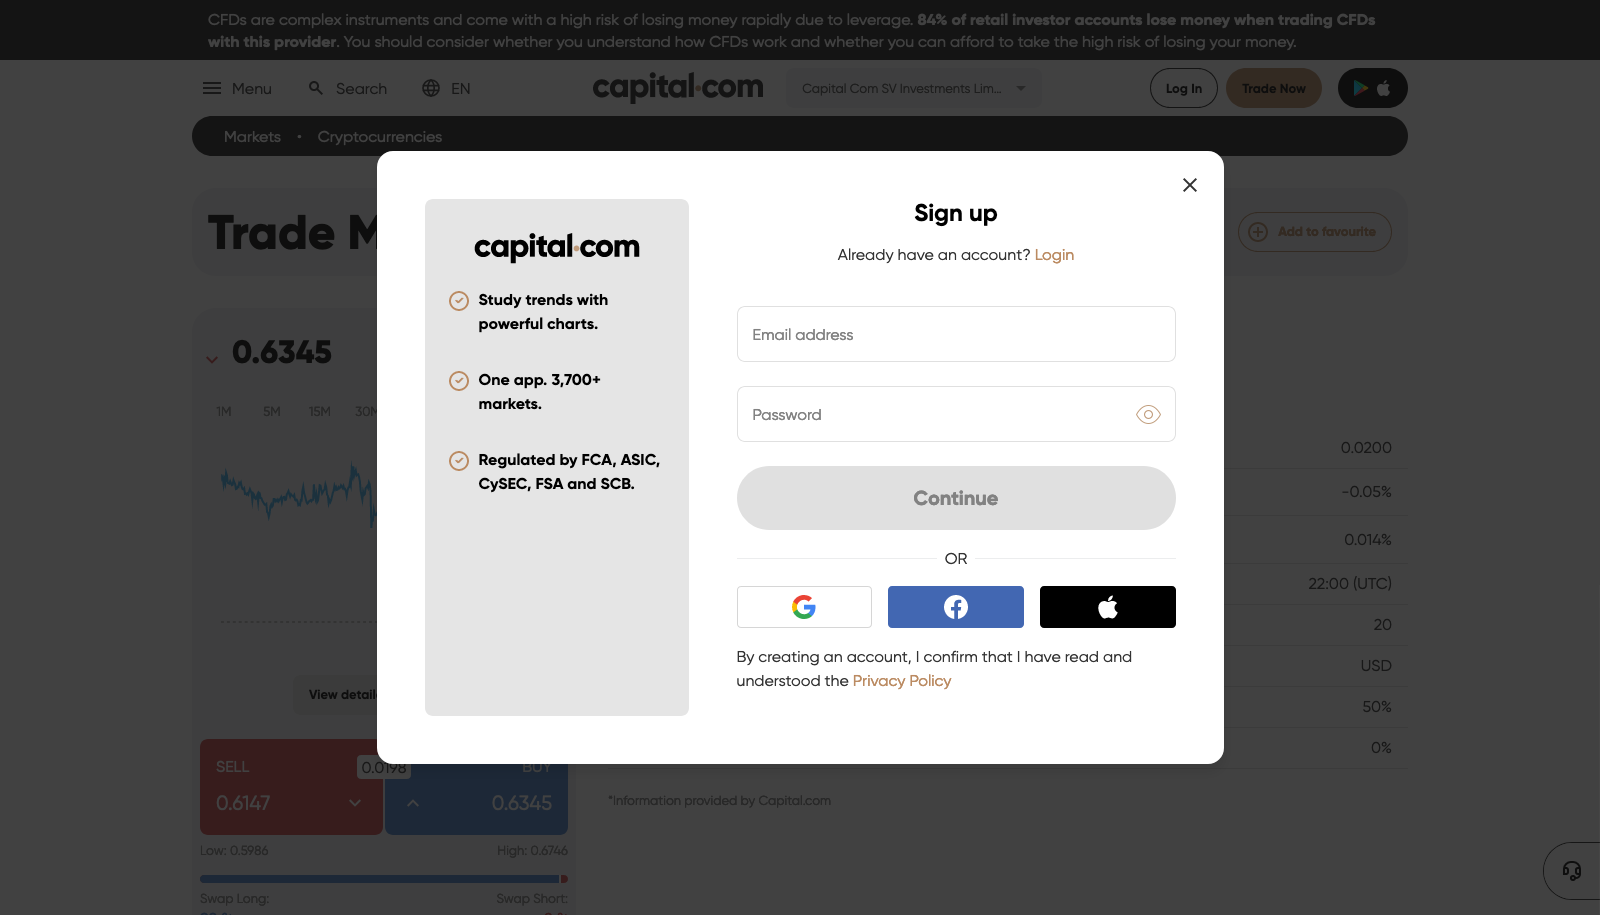 CFDs are complex instruments and come with a high risk of losing money rapidly due to leverage. 84% of retail investor accounts lose money when trading CFDs
with this provider. You should consider whether you understand how CFDs work and whether you can afford to take the high risk of losing your money.
Menu Search EN capital.com Capital Com SV Investments Lim... Log In Trade Now
Markets • Cryptocurrencies
Trade M
Add to favourite
0.6345
1M 5M 15M 30M
View details
SELL 0.0198 BUY
0.6147 0.6345
Low: 0.5986 High: 0.6746
Swap Long: Swap Short:
capital.com
Study trends with
powerful charts.
One app. 3,700+
markets.
Regulated by FCA, ASIC,
CySEC, FSA and SCB.
Sign up
Already have an account? Login
Email address
Password
Continue
OR
By creating an account, I confirm that I have read and
understood the Privacy Policy
0.0200
-0.05%
0.014%
22:00 (UTC)
20
USD
50%
0%
*Information provided by Capital.com